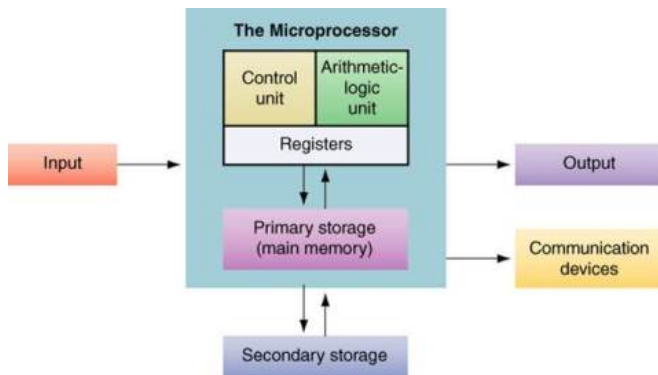 The Microprocessor
Control
unit
Arithmetic-
logic
unit
Registers
Input
Output
Primary storage
(main memory)
Communication
devices
Secondary storage